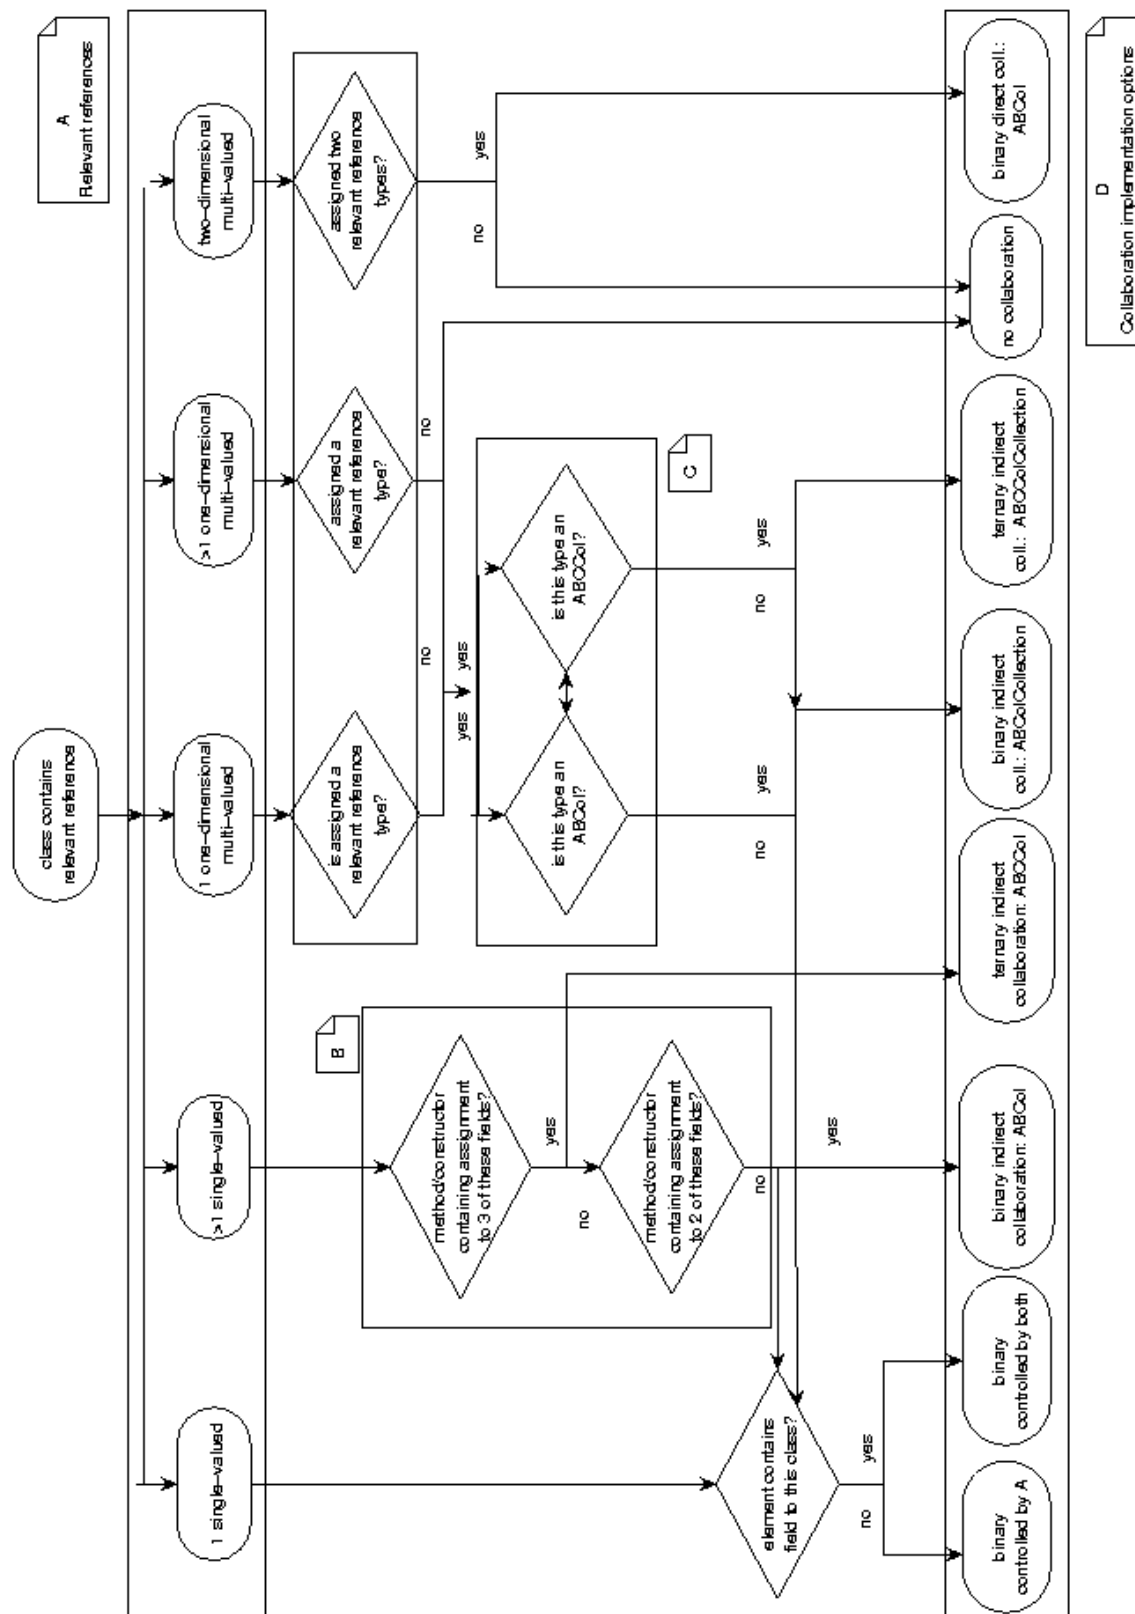 A
Relevant references
class contains
relevant reference
1 single-valued
>1 single-valued
1 one-dimensional
multi-valued
>1 one-dimensional
multi-valued
two-dimensional
multi-valued
is assigned a
relevant reference
type?
assigned a
relevant reference
type?
assigned two
relevant reference
types?
B
method/constructor
containing assignment
to 3 of these fields?
yes
no
method/constructor
containing assignment
to 2 of these fields?
no
yes
no
no
yes
yes
no
yes
is this type an
ABCol?
is this type an
ABCCol?
C
no
yes
no
yes
element contains
field to this class?
no
yes
binary
controlled by A
binary
controlled by both
binary indirect
collaboration: ABCol
ternary indirect
collaboration: ABCCol
binary indirect
coll.: ABColCollection
ternary indirect
coll.: ABCColCollection
no collaboration
binary direct coll.:
ABCol
D
Collaboration implementation options